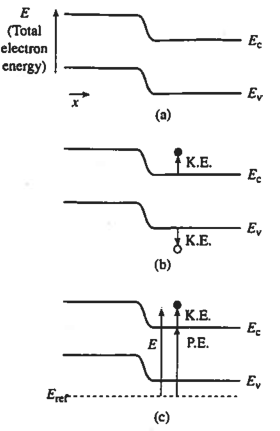 E
(Total
electron
energy)
E_c
E_v
x
(a)
K.E.
E_c
E_v
K.E.
(b)
K.E.
E_c
E
P.E.
E_v
E_ref
(c)